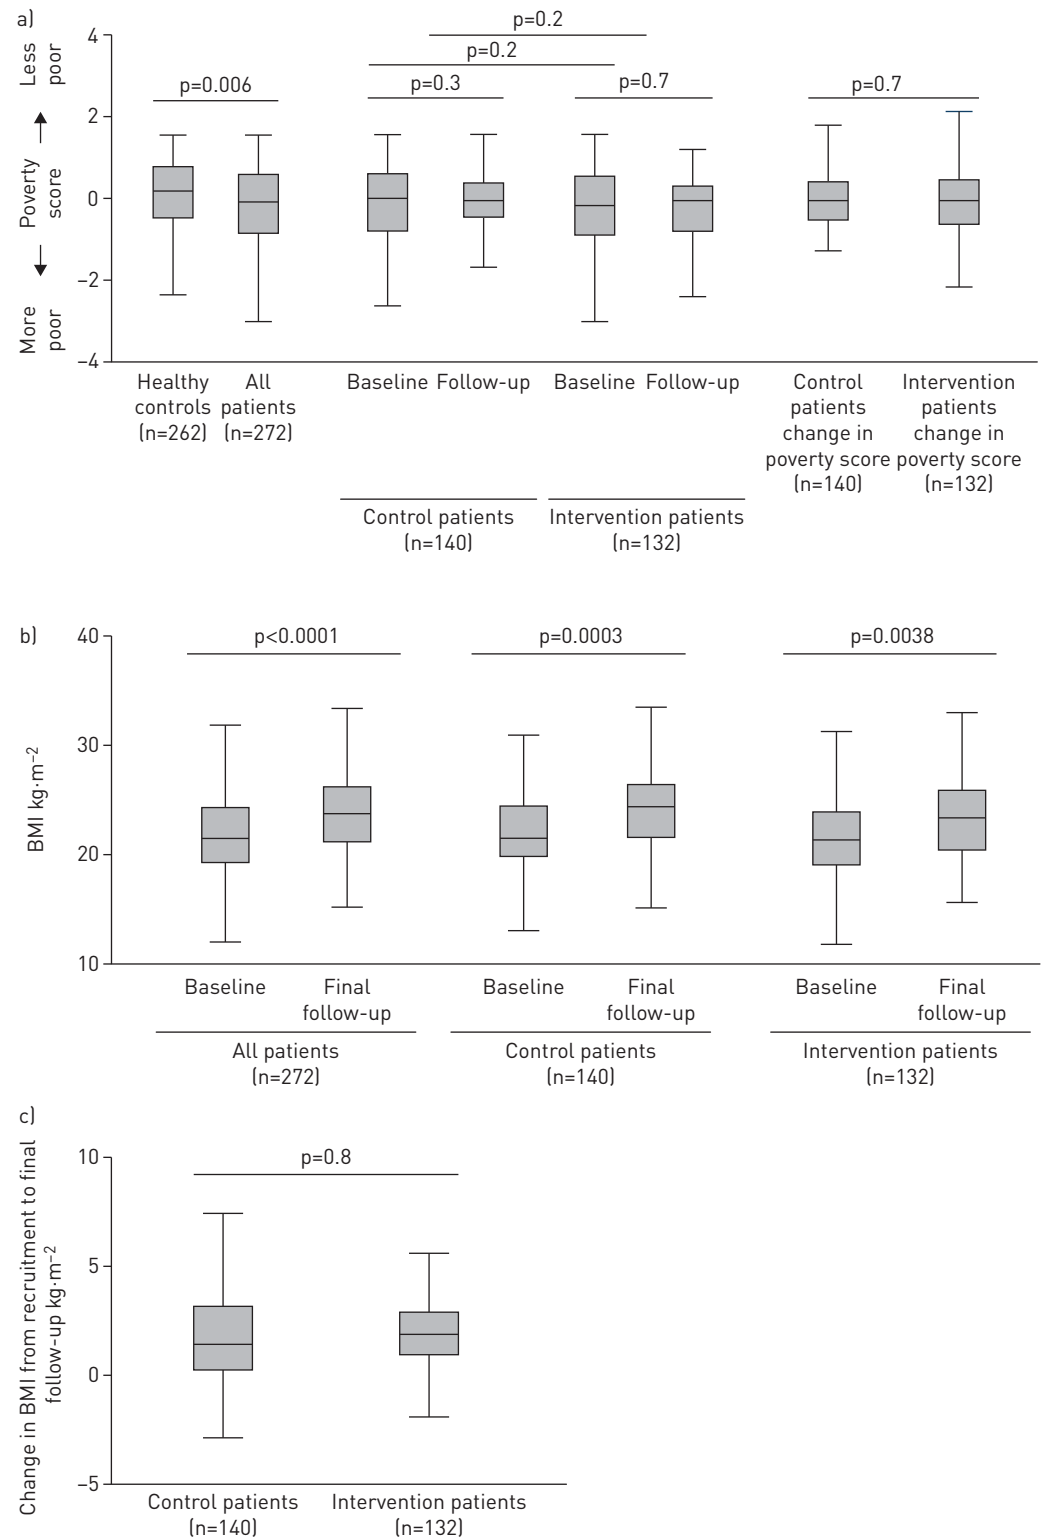 a)
Less
poor
Poverty
score
More
poor
4
2
0
–2
–4
p=0.006
p=0.2
p=0.2
p=0.3
p=0.7
p=0.7
Healthy
controls
(n=262)
All
patients
(n=272)
Baseline
Follow-up
Baseline
Follow-up
Control patients
(n=140)
Intervention patients
(n=132)
Control
patients
change in
poverty score
(n=140)
Intervention
patients
change in
poverty score
(n=132)
b)
BMI kg·m–2
40
30
20
10
p<0.0001
p=0.0003
p=0.0038
Baseline
Final
follow-up
Baseline
Final
follow-up
Baseline
Final
follow-up
All patients
(n=272)
Control patients
(n=140)
Intervention patients
(n=132)
c)
Change in BMI from recruitment to final
follow-up kg·m–2
10
5
0
–5
p=0.8
Control patients
(n=140)
Intervention patients
(n=132)